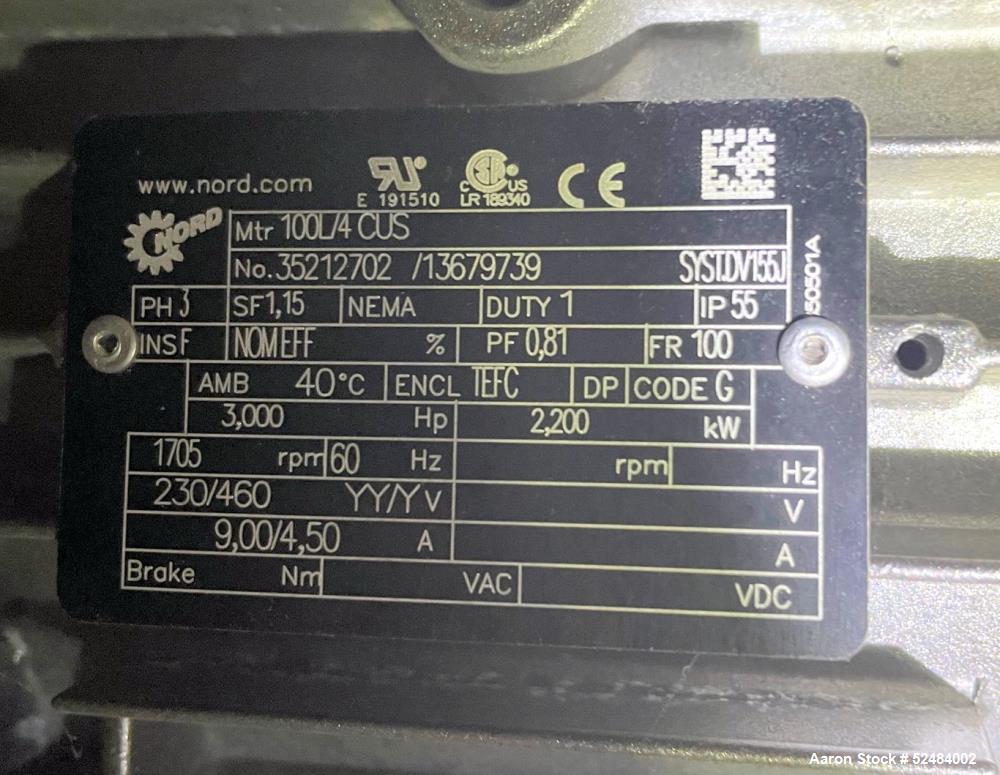 www.nord.com
E 191510
C US
LR 189340
CE
NORD
Mtr 100L/4 CUS
No. 35212702 /13679739 SYST.DV155J
PH 3 SF 1,15 NEMA DUTY 1 IP 55
INS F NOM EFF % PF 0,81 FR 100
AMB 40°C ENCL TEFC DP CODE G
3,000 Hp 2,200 kW
1705 rpm 60 Hz rpm Hz
230/460 YY/Y V V
9,00/4,50 A A
Brake Nm VAC VDC
50501A
Aaron Stock # 52484002